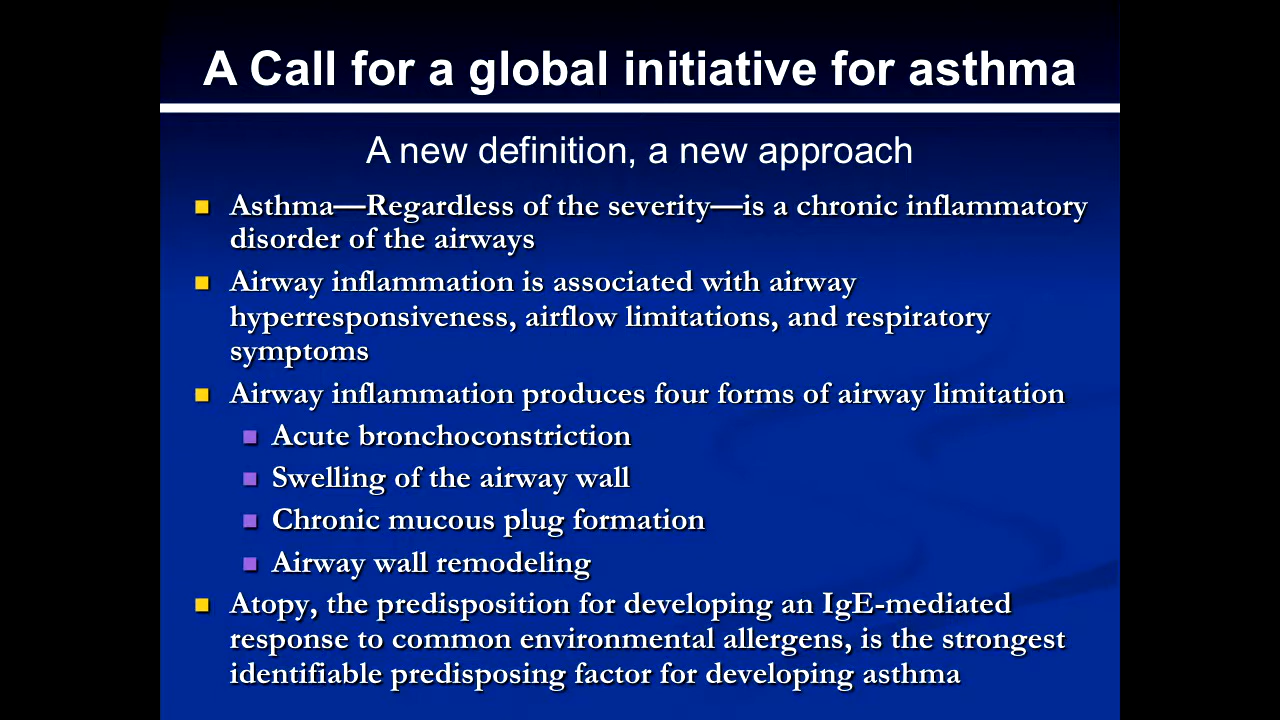 A Call for a global initiative for asthma
A new definition, a new approach
Asthma—Regardless of the severity—is a chronic inflammatory
disorder of the airways
Airway inflammation is associated with airway
hyperresponsiveness, airflow limitations, and respiratory
symptoms
Airway inflammation produces four forms of airway limitation
Acute bronchoconstriction
Swelling of the airway wall
Chronic mucous plug formation
Airway wall remodeling
Atopy, the predisposition for developing an IgE-mediated
response to common environmental allergens, is the strongest
identifiable predisposing factor for developing asthma